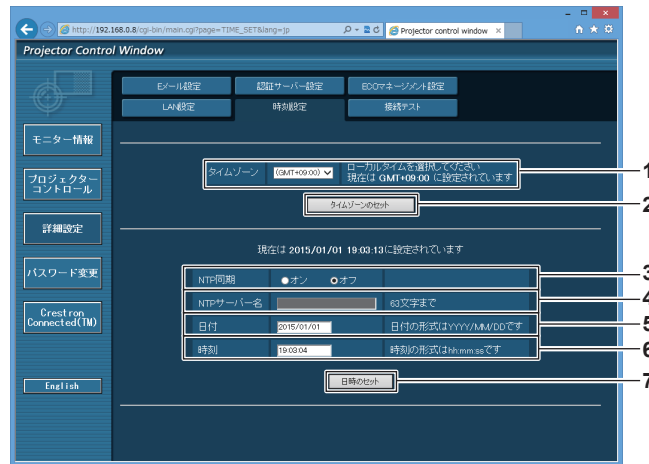 http://192.168.0.8/cgi-bin/main.cgi?page=TIME_SET&lang=jp
Projector control window
Projector Control Window
Eメール設定 認証サーバー設定 ECOマネージメント設定
LAN設定 時刻設定 接続テスト
モニター情報
プロジェクター
コントロール
詳細設定
パスワード変更
Crestron
Connected(TM)
English
タイムゾーン (GMT+09:00) ローカルタイムを選択してください
現在は GMT+09:00 に設定されています
1
タイムゾーンのセット
2
現在は 2015/01/01 19:03:13に設定されています
NTP同期 オン オフ
3
NTPサーバー名 63文字まで
4
日付 2015/01/01 日付の形式はYYYY/MM/DDです
5
時刻 19:03:04 時刻の形式はhh:mm:ssです
6
日時のセット
7